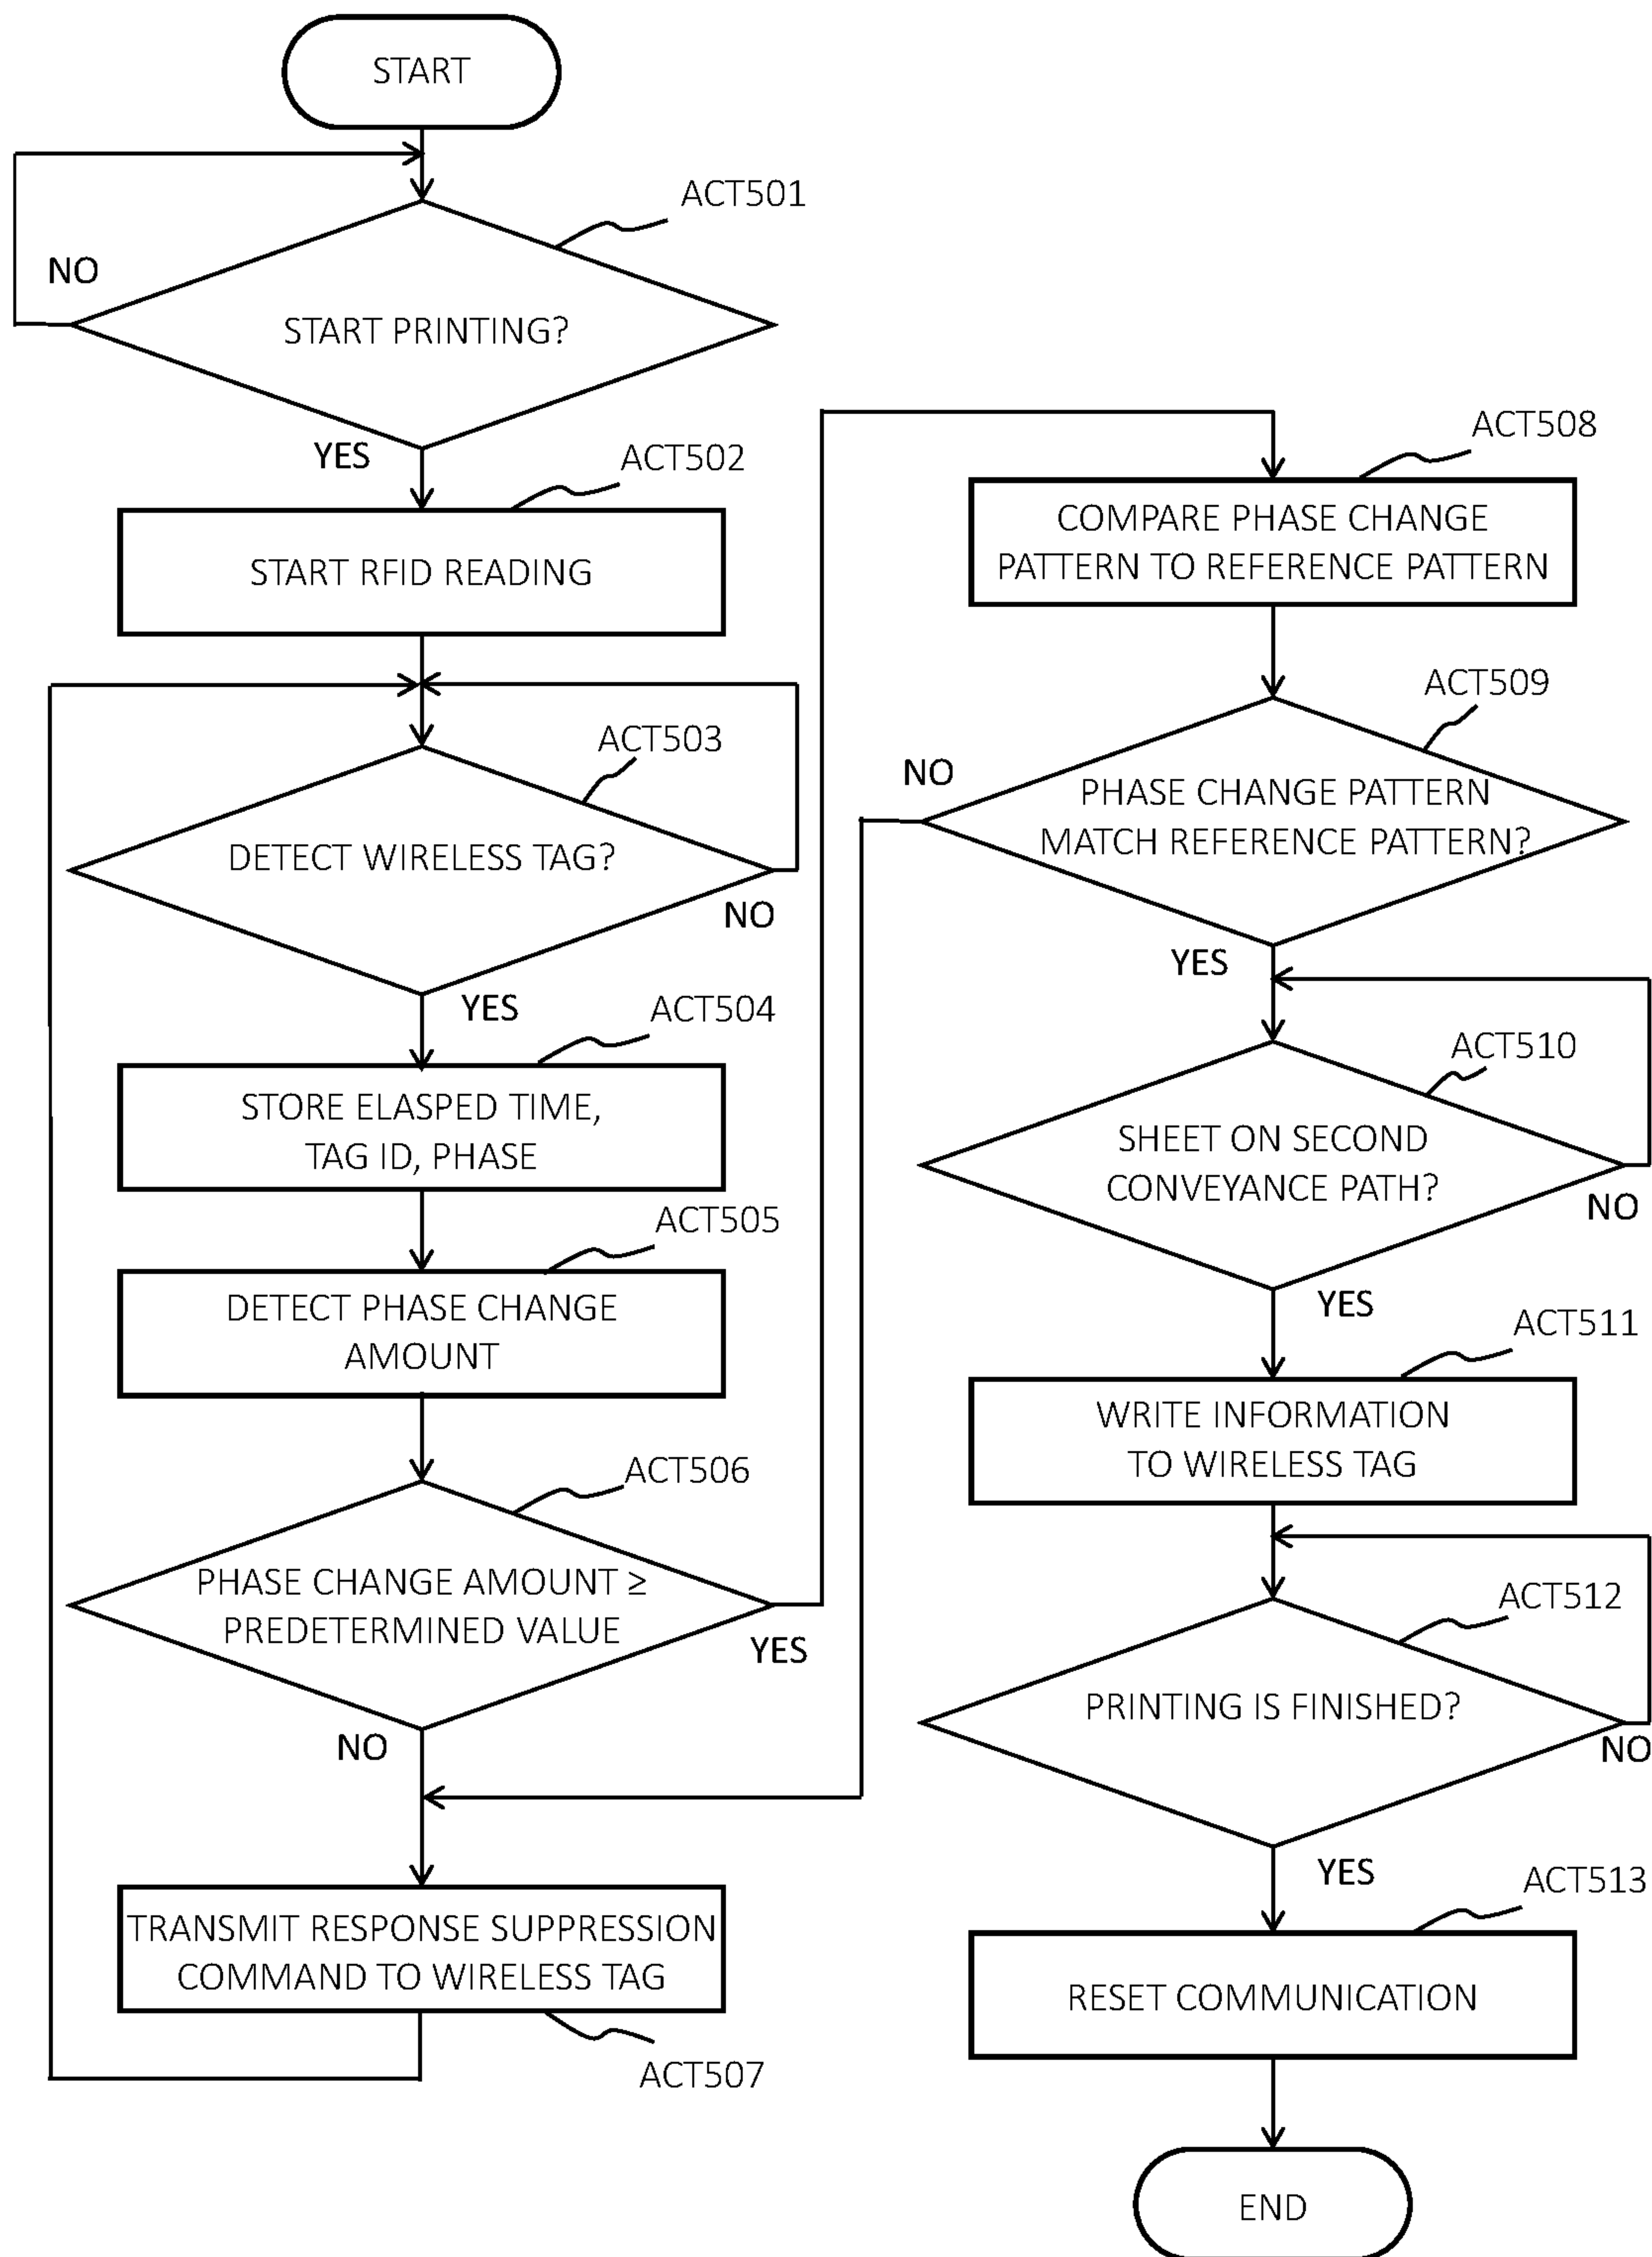 START
ACT501
NO
START PRINTING?
YES
ACT502
START RFID READING
ACT503
DETECT WIRELESS TAG?
NO
YES
ACT504
STORE ELASPED TIME,
TAG ID, PHASE
ACT505
DETECT PHASE CHANGE
AMOUNT
ACT506
PHASE CHANGE AMOUNT ≥
PREDETERMINED VALUE
YES
NO
TRANSMIT RESPONSE SUPPRESSION
COMMAND TO WIRELESS TAG
ACT507
ACT508
COMPARE PHASE CHANGE
PATTERN TO REFERENCE PATTERN
ACT509
NO
PHASE CHANGE PATTERN
MATCH REFERENCE PATTERN?
YES
ACT510
SHEET ON SECOND
CONVEYANCE PATH?
NO
YES
ACT511
WRITE INFORMATION
TO WIRELESS TAG
ACT512
PRINTING IS FINISHED?
NO
YES
ACT513
RESET COMMUNICATION
END